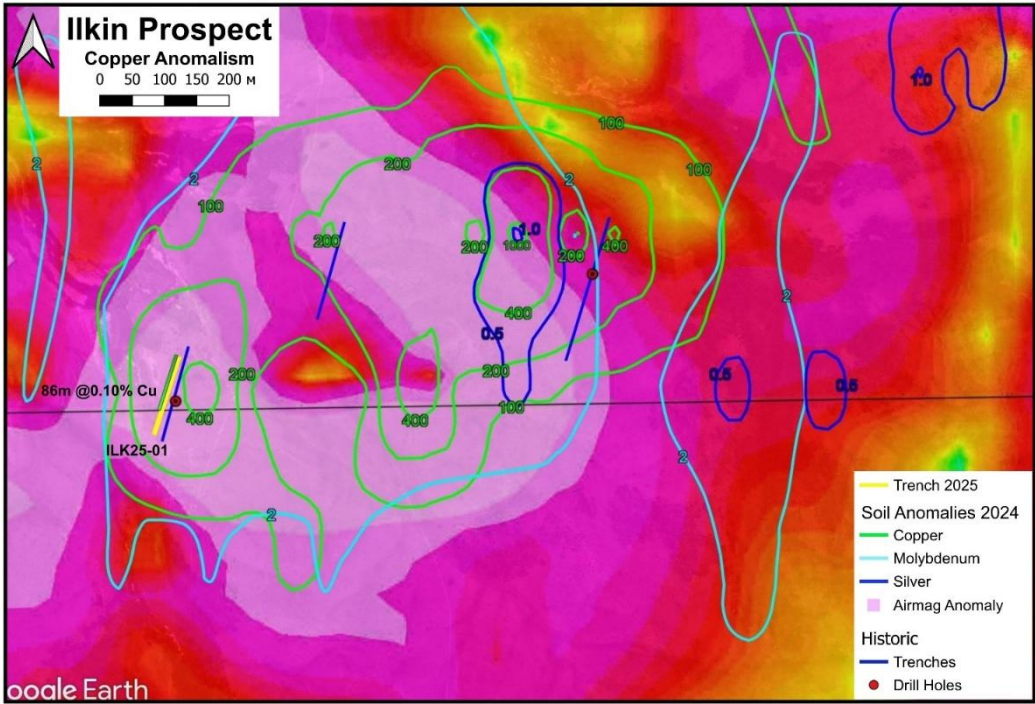 Ilkin Prospect
Copper Anomalism
0 50 100 150 200 M
1.0
2
2
100
200
100
100
2
200
200
1.0
1000
200
400
2
400
0.5
200
200
100
400
400
0.5
0.5
86m @0.10% Cu
ILK25-01
2
2
Trench 2025
Soil Anomalies 2024
Copper
Molybdenum
Silver
Airmag Anomaly
Historic
Trenches
Drill Holes
oogle Earth